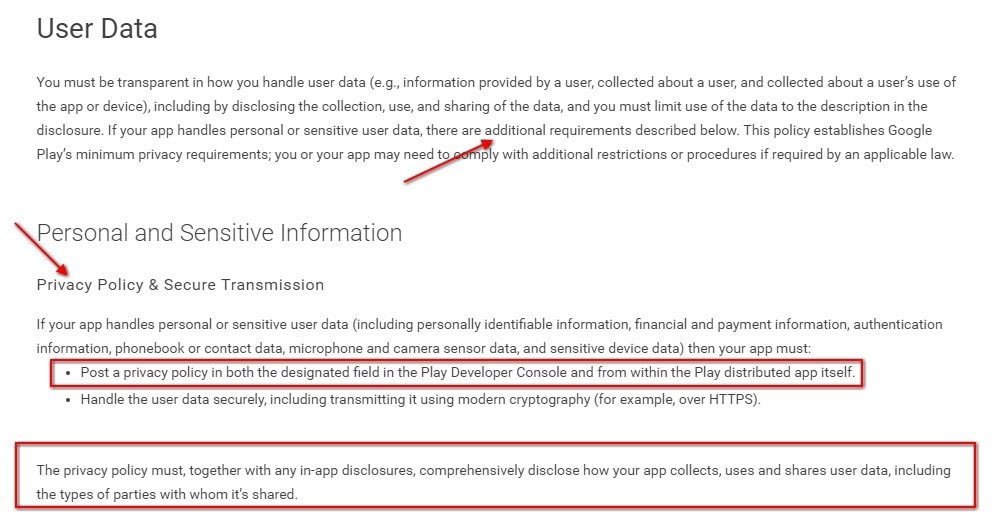 User Data
You must be transparent in how you handle user data (e.g., information provided by a user, collected about a user, and collected about a user’s use of
the app or device), including by disclosing the collection, use, and sharing of the data, and you must limit use of the data to the description in the
disclosure. If your app handles personal or sensitive user data, there are additional requirements described below. This policy establishes Google
Play’s minimum privacy requirements; you or your app may need to comply with additional restrictions or procedures if required by an applicable law.
Personal and Sensitive Information
Privacy Policy & Secure Transmission
If your app handles personal or sensitive user data (including personally identifiable information, financial and payment information, authentication
information, phonebook or contact data, microphone and camera sensor data, and sensitive device data) then your app must:
• Post a privacy policy in both the designated field in the Play Developer Console and from within the Play distributed app itself.
• Handle the user data securely, including transmitting it using modern cryptography (for example, over HTTPS).
The privacy policy must, together with any in-app disclosures, comprehensively disclose how your app collects, uses and shares user data, including
the types of parties with whom it’s shared.